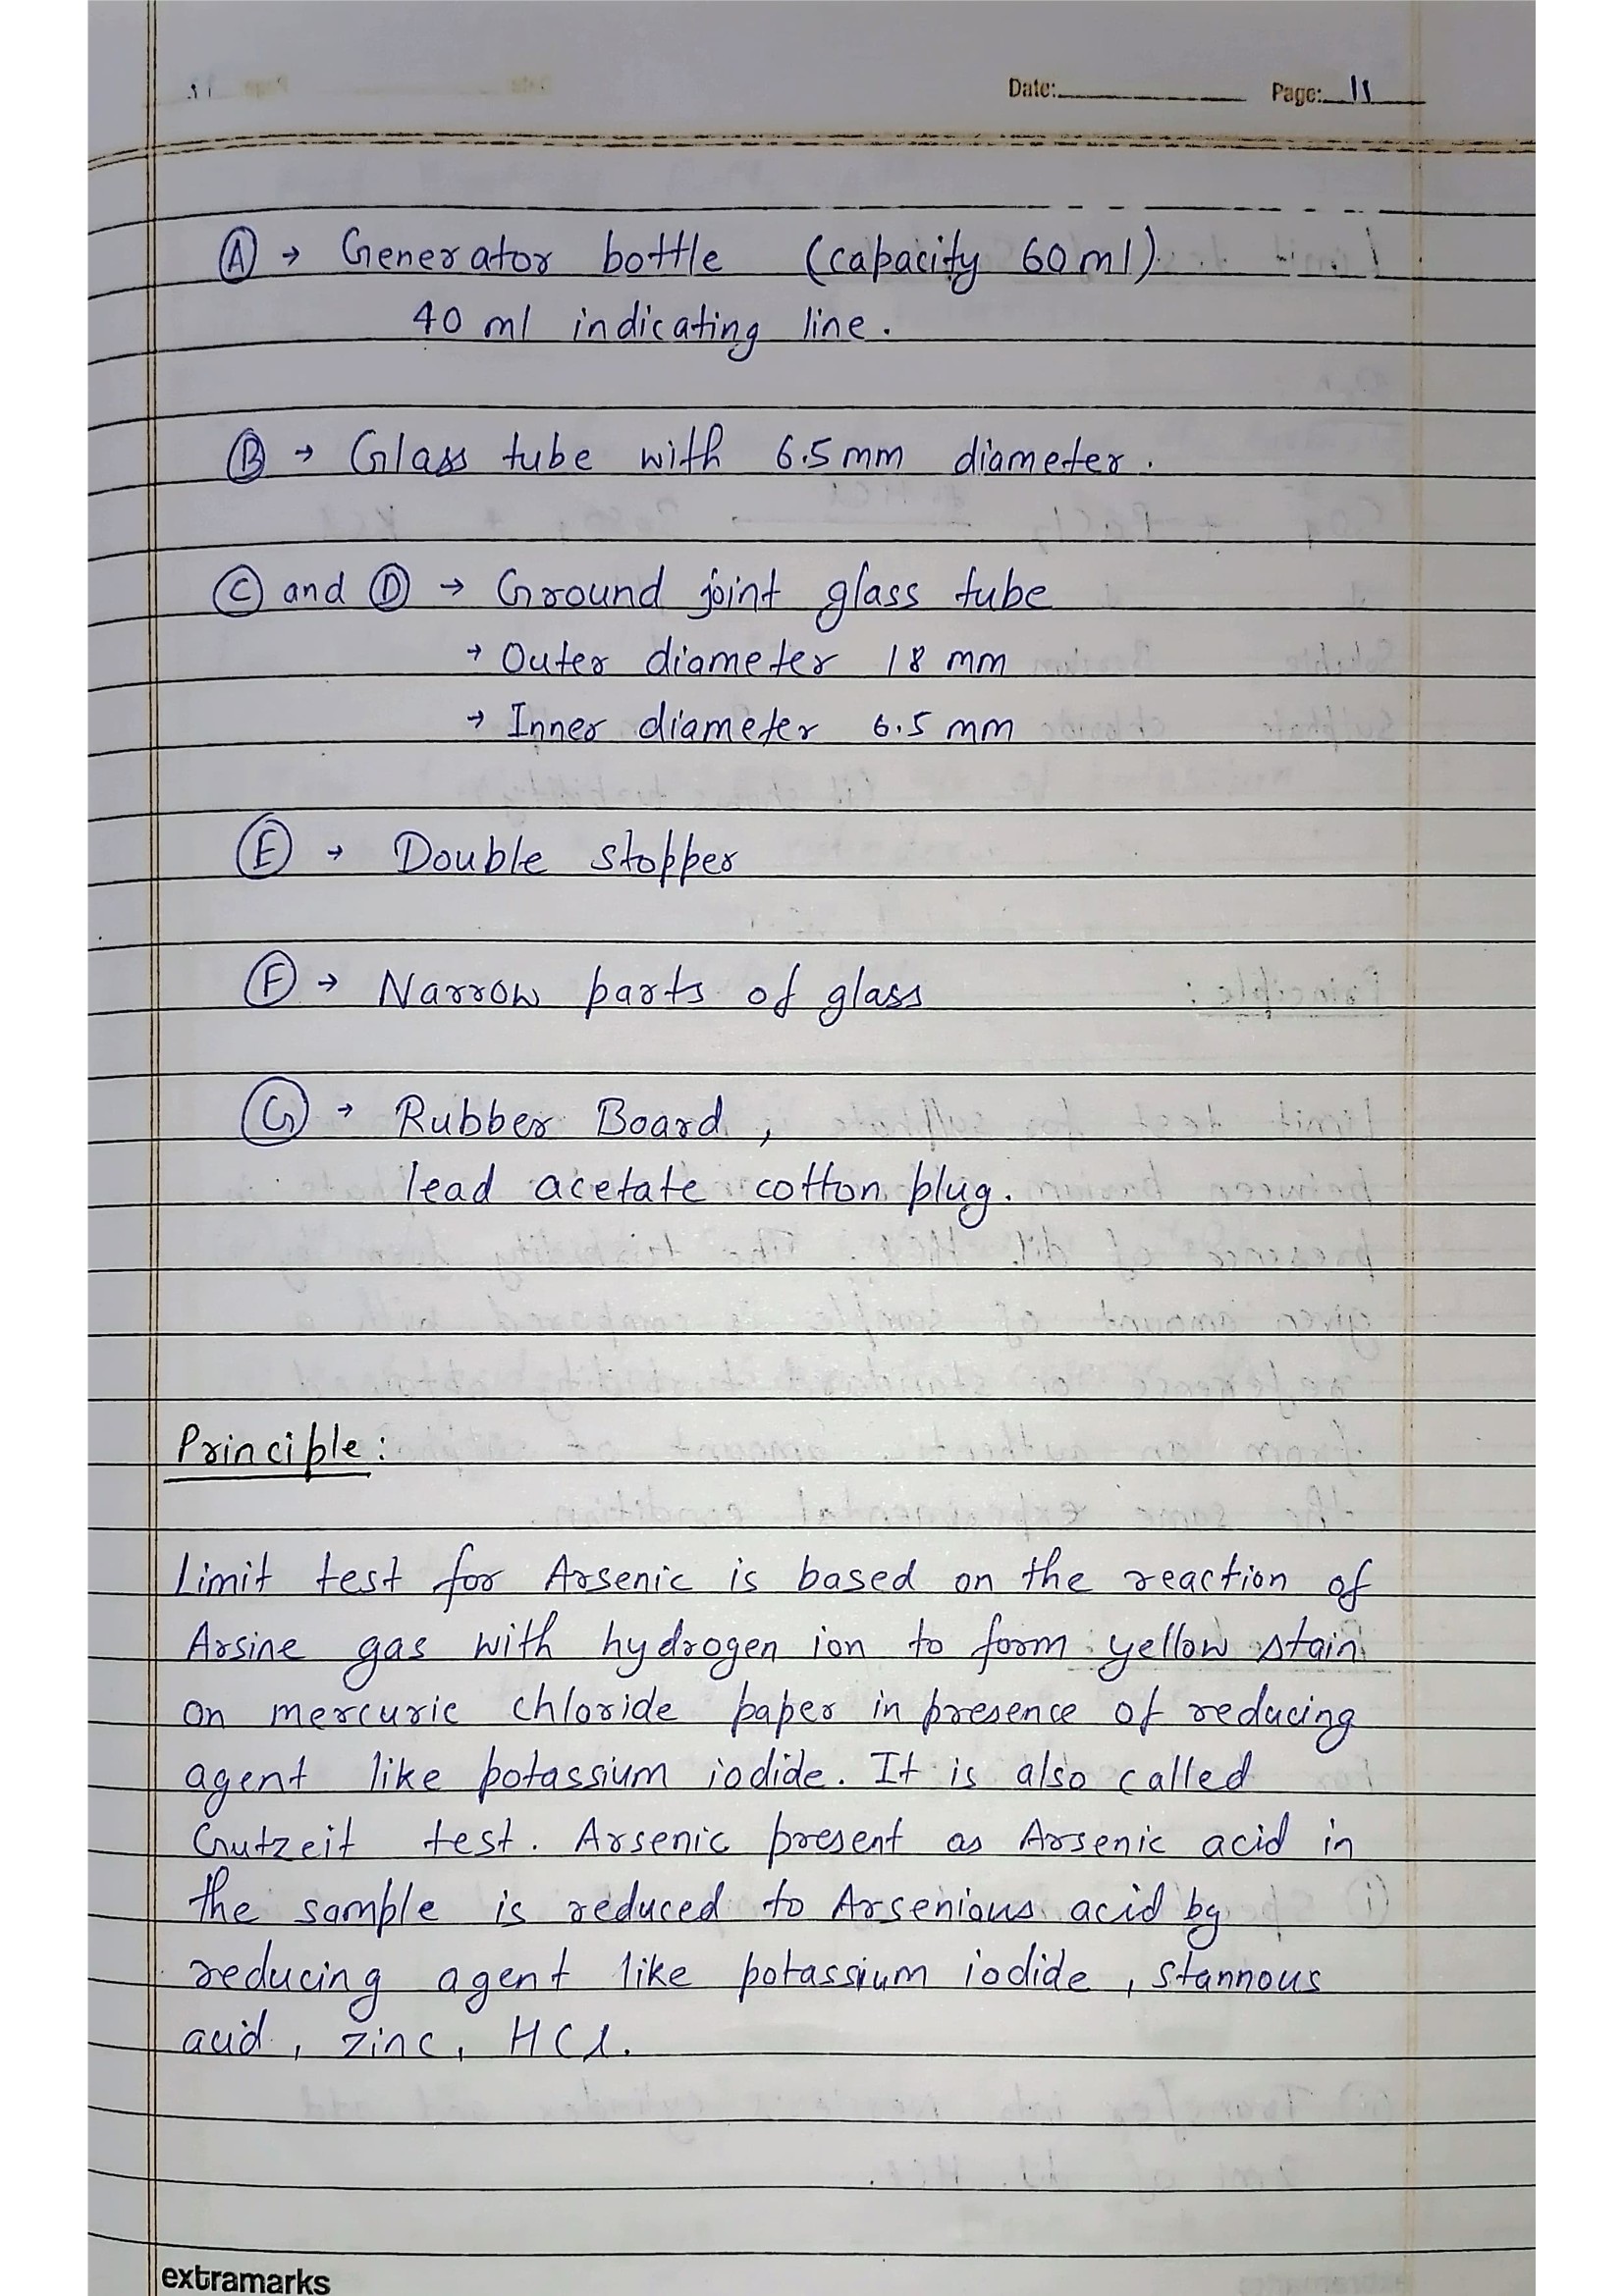 Date: Page: 11
Ⓐ → Generator bottle (capacity 60 ml)
40 ml indicating line.
Ⓑ → Glass tube with 6.5 mm diameter.
Ⓒ and Ⓓ → Ground joint glass tube
→ Outer diameter 18 mm
→ Inner diameter 6.5 mm
Ⓔ → Double stopper
Ⓕ → Narrow parts of glass
Ⓖ → Rubber Board,
lead acetate cotton plug.
Principle:
Limit test for Arsenic is based on the reaction of
Arsine gas with hydrogen ion to form yellow stain
on mercuric chloride paper in presence of reducing
agent like potassium iodide. It is also called
Gutzeit test. Arsenic present as Arsenic acid in
the sample is reduced to Arsenious acid by
reducing agent like potassium iodide, stannous
acid, zinc, HCl.
extramarks